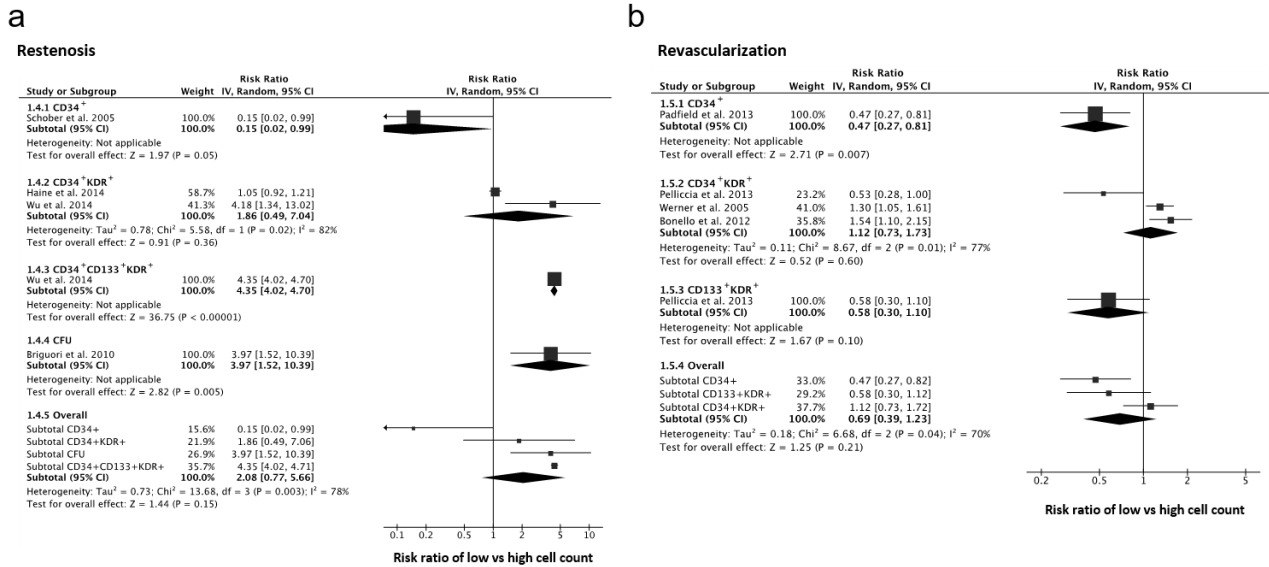 a
Restenosis
Risk Ratio Risk Ratio
Study or Subgroup Weight IV, Random, 95% CI IV, Random, 95% CI
1.4.1 CD34⁺
Schober et al. 2005 100.0% 0.15 [0.02, 0.99]
Subtotal (95% CI) 100.0% 0.15 [0.02, 0.99]
Heterogeneity: Not applicable
Test for overall effect: Z = 1.97 (P = 0.05)
1.4.2 CD34⁺KDR⁺
Haine et al. 2014 58.7% 1.05 [0.92, 1.21]
Wu et al. 2014 41.3% 4.18 [1.34, 13.02]
Subtotal (95% CI) 100.0% 1.86 [0.49, 7.04]
Heterogeneity: Tau² = 0.78; Chi² = 5.58, df = 1 (P = 0.02); I² = 82%
Test for overall effect: Z = 0.91 (P = 0.36)
1.4.3 CD34⁺CD133⁺KDR⁺
Wu et al. 2014 100.0% 4.35 [4.02, 4.70]
Subtotal (95% CI) 100.0% 4.35 [4.02, 4.70]
Heterogeneity: Not applicable
Test for overall effect: Z = 36.75 (P < 0.00001)
1.4.4 CFU
Briguori et al. 2010 100.0% 3.97 [1.52, 10.39]
Subtotal (95% CI) 100.0% 3.97 [1.52, 10.39]
Heterogeneity: Not applicable
Test for overall effect: Z = 2.82 (P = 0.005)
1.4.5 Overall
Subtotal CD34+ 15.6% 0.15 [0.02, 0.99]
Subtotal CD34+KDR+ 21.9% 1.86 [0.49, 7.06]
Subtotal CFU 26.9% 3.97 [1.52, 10.39]
Subtotal CD34+CD133+KDR+ 35.7% 4.35 [4.02, 4.71]
Subtotal (95% CI) 100.0% 2.08 [0.77, 5.66]
Heterogeneity: Tau² = 0.73; Chi² = 13.68, df = 3 (P = 0.003); I² = 78%
Test for overall effect: Z = 1.44 (P = 0.15)
0.1 0.2 0.5 1 2 5 10
Risk ratio of low vs high cell count
b
Revascularization
Risk Ratio Risk Ratio
Study or Subgroup Weight IV, Random, 95% CI IV, Random, 95% CI
1.5.1 CD34⁺
Padfield et al. 2013 100.0% 0.47 [0.27, 0.81]
Subtotal (95% CI) 100.0% 0.47 [0.27, 0.81]
Heterogeneity: Not applicable
Test for overall effect: Z = 2.71 (P = 0.007)
1.5.2 CD34⁺KDR⁺
Pelliccia et al. 2013 23.2% 0.53 [0.28, 1.00]
Werner et al. 2005 41.0% 1.30 [1.05, 1.61]
Bonello et al. 2012 35.8% 1.54 [1.10, 2.15]
Subtotal (95% CI) 100.0% 1.12 [0.73, 1.73]
Heterogeneity: Tau² = 0.11; Chi² = 8.67, df = 2 (P = 0.01); I² = 77%
Test for overall effect: Z = 0.52 (P = 0.60)
1.5.3 CD133⁺KDR⁺
Pelliccia et al. 2013 100.0% 0.58 [0.30, 1.10]
Subtotal (95% CI) 100.0% 0.58 [0.30, 1.10]
Heterogeneity: Not applicable
Test for overall effect: Z = 1.67 (P = 0.10)
1.5.4 Overall
Subtotal CD34+ 33.0% 0.47 [0.27, 0.82]
Subtotal CD133+KDR+ 29.2% 0.58 [0.30, 1.12]
Subtotal CD34+KDR+ 37.7% 1.12 [0.73, 1.72]
Subtotal (95% CI) 100.0% 0.69 [0.39, 1.23]
Heterogeneity: Tau² = 0.18; Chi² = 6.68, df = 2 (P = 0.04); I² = 70%
Test for overall effect: Z = 1.25 (P = 0.21)
0.2 0.5 1 2 5
Risk ratio of low vs high cell count